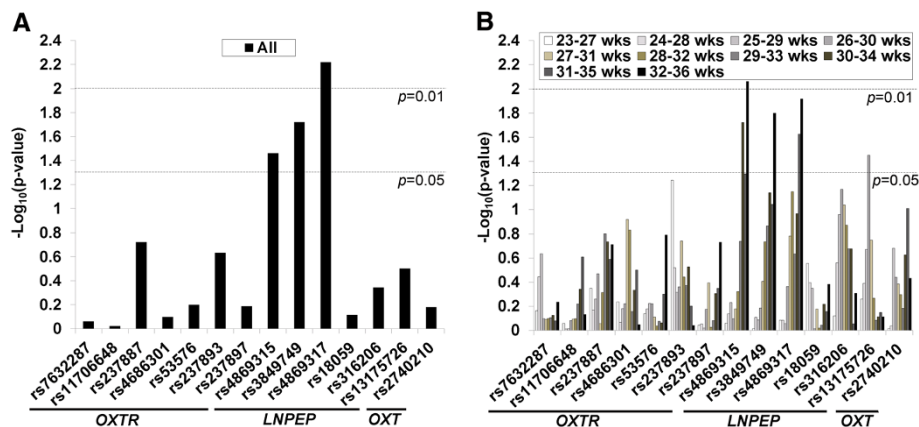 A
All
2.4
2.2
2
1.8
1.6
1.4
1.2
1
0.8
0.6
0.4
0.2
0
-Log10(p-value)
p=0.01
p=0.05
rs7632287
rs11706648
rs237887
rs4686301
rs53576
rs237893
rs237897
rs4869315
rs3849749
rs4869317
rs18059
rs316206
rs13175726
rs2740210
OXTR
LNPEP
OXT
B
23-27 wks 24-28 wks 25-29 wks 26-30 wks
27-31 wks 28-32 wks 29-33 wks 30-34 wks
31-35 wks 32-36 wks
2.4
2.2
2
1.8
1.6
1.4
1.2
1
0.8
0.6
0.4
0.2
0
-Log10(p-value)
p=0.01
p=0.05
rs7632287
rs11706648
rs237887
rs4686301
rs53576
rs237893
rs237897
rs4869315
rs3849749
rs4869317
rs18059
rs316206
rs13175726
rs2740210
OXTR
LNPEP
OXT